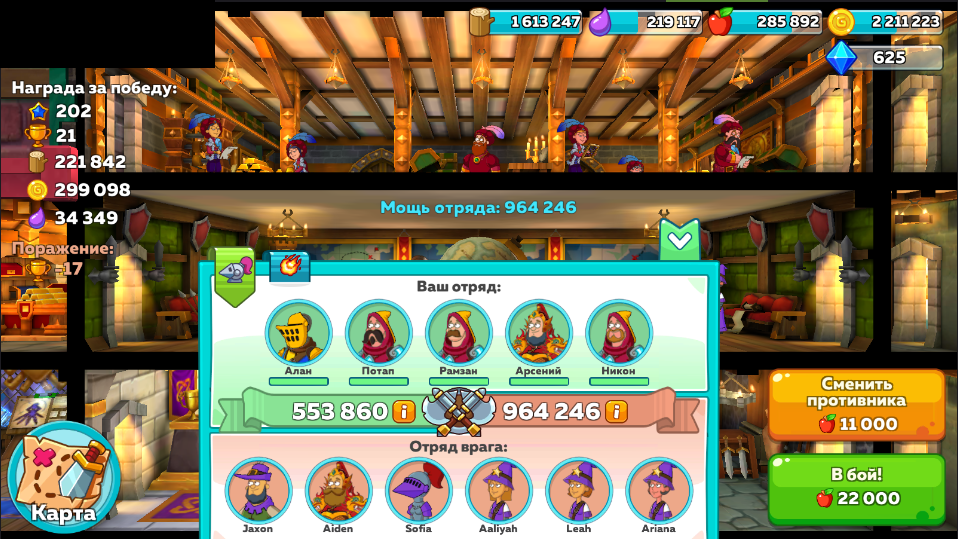 1 613 247
219 117
285 892
2 211 223
625
Награда за победу:
202
21
221 842
299 098
34 349
Поражение:
-17
Мощь отряда: 964 246
Ваш отряд:
Алан
Потап
Рамзан
Арсений
Никон
553 860
964 246
Отряд врага:
Jaxon
Aiden
Sofia
Aaliyah
Leah
Ariana
Сменить
противника
11 000
В бой!
22 000
Карта